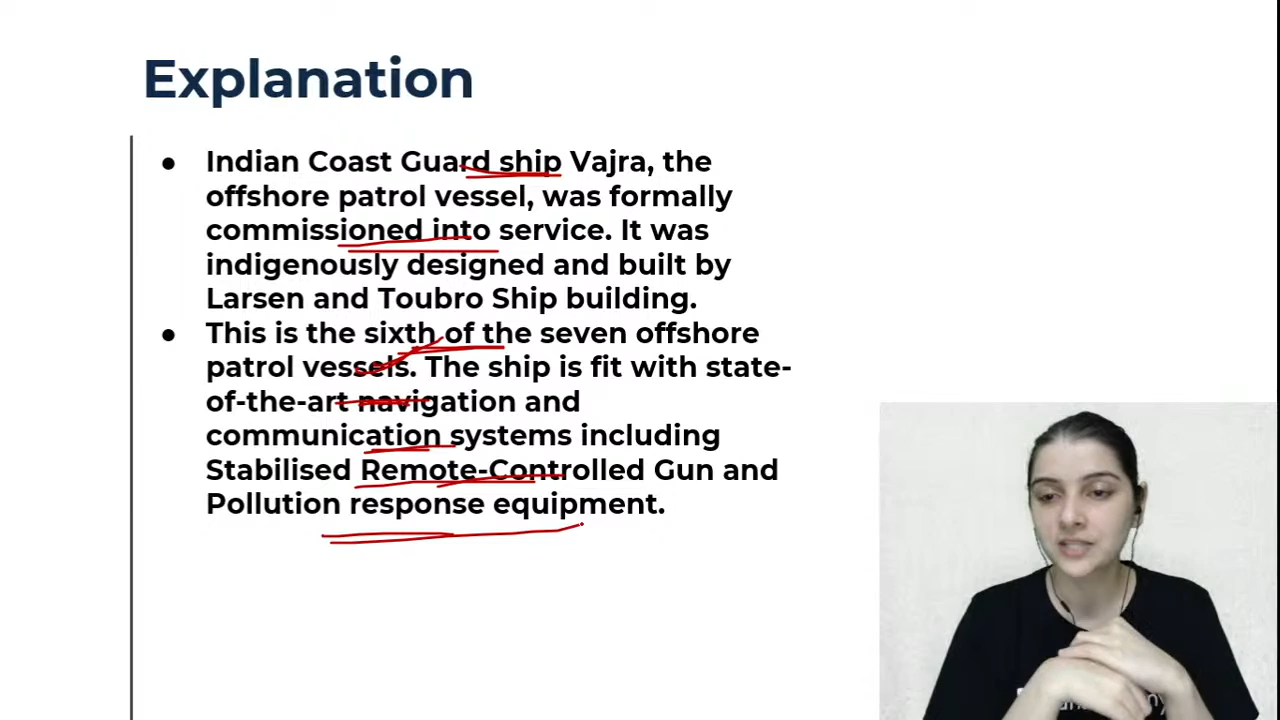 Explanation
● Indian Coast Guard ship Vajra, the
offshore patrol vessel, was formally
commissioned into service. It was
indigenously designed and built by
Larsen and Toubro Ship building.
● This is the sixth of the seven offshore
patrol vessels. The ship is fit with state-
of-the-art navigation and
communication systems including
Stabilised Remote-Controlled Gun and
Pollution response equipment.